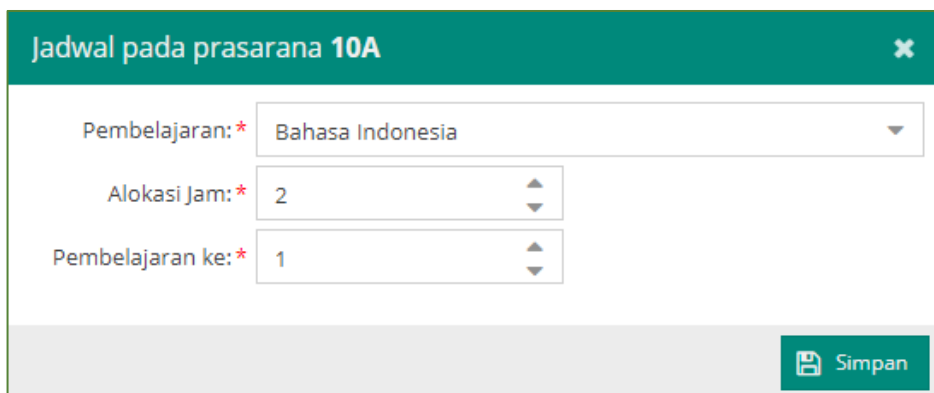 Jadwal pada prasarana 10A
Pembelajaran:* Bahasa Indonesia
Alokasi Jam:* 2
Pembelajaran ke:* 1
Simpan